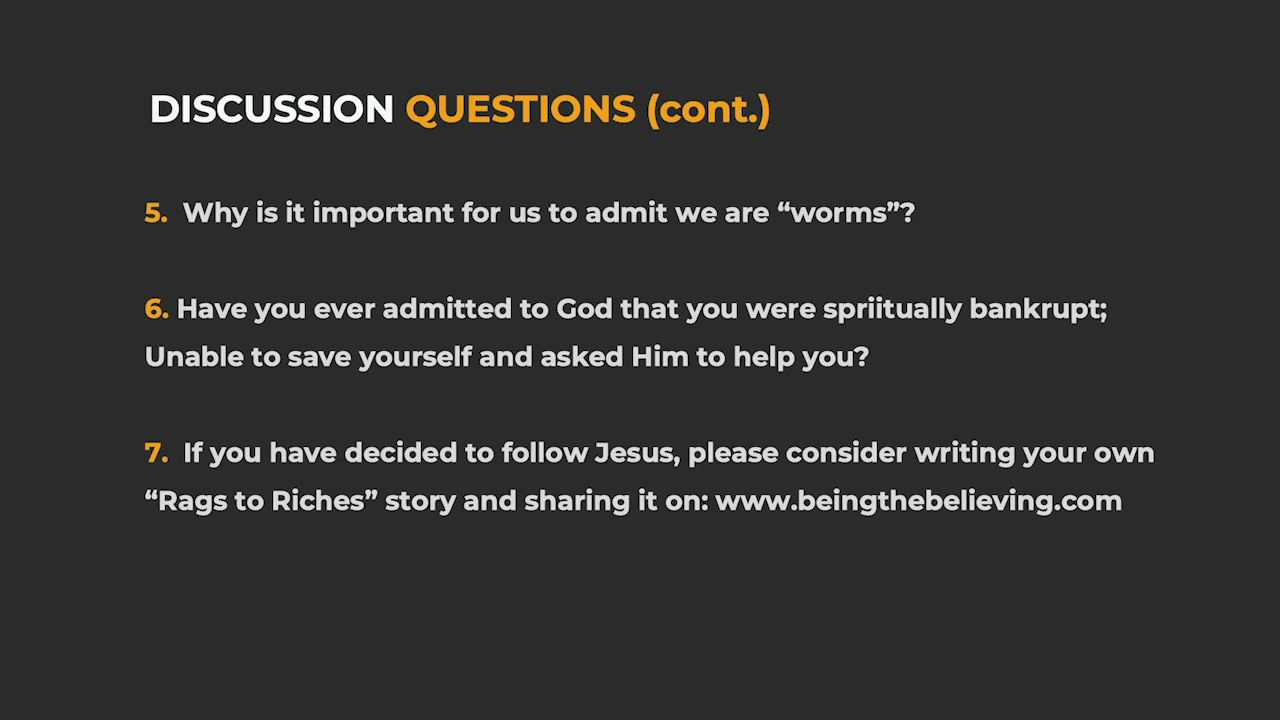 DISCUSSION QUESTIONS (cont.)
5. Why is it important for us to admit we are “worms”?
6. Have you ever admitted to God that you were spriitually bankrupt;
Unable to save yourself and asked Him to help you?
7. If you have decided to follow Jesus, please consider writing your own
“Rags to Riches” story and sharing it on: www.beingthebelieving.com